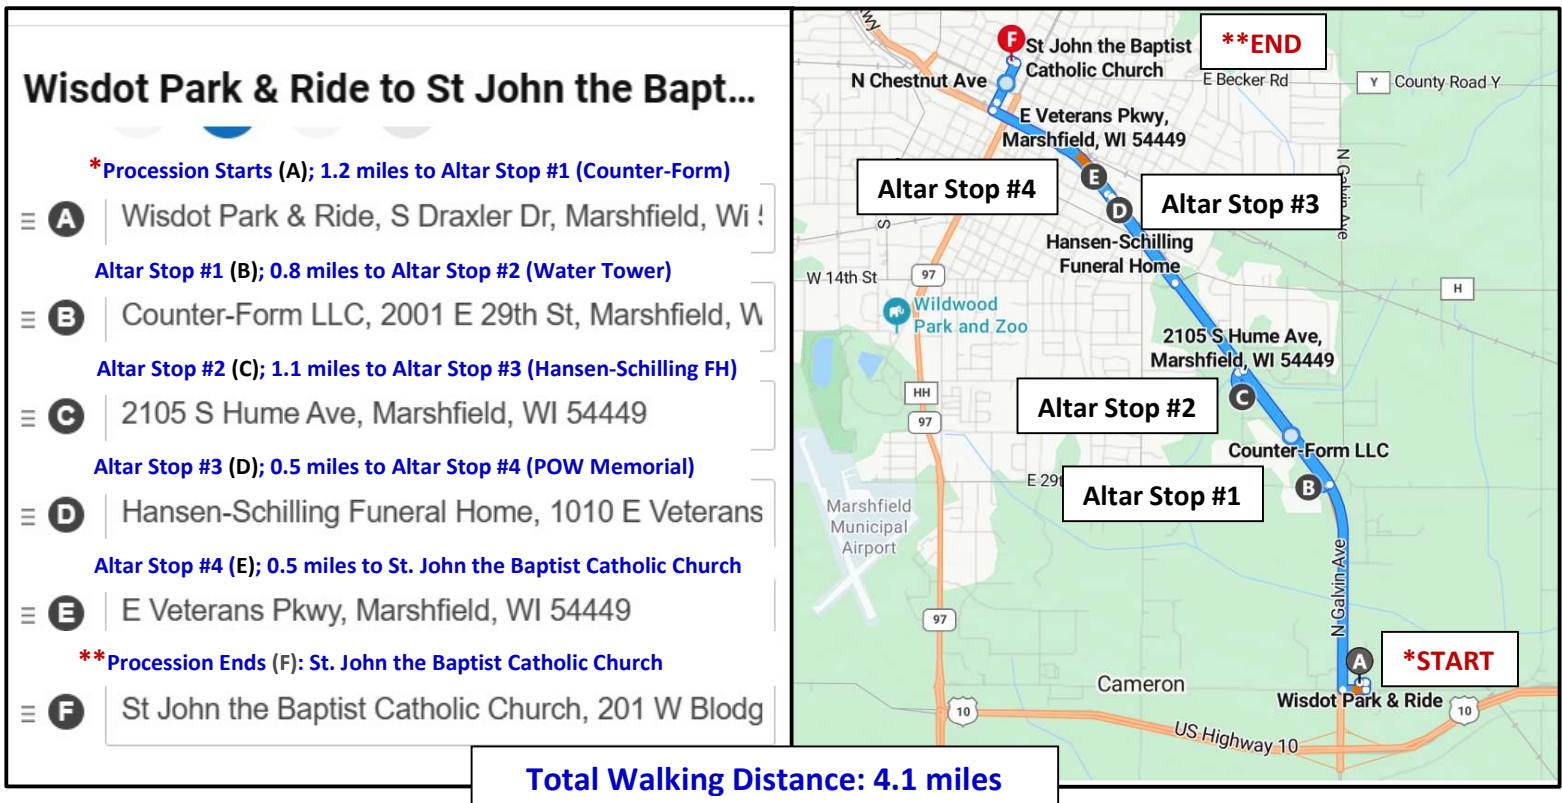 Wisdot Park & Ride to St John the Bapt...
*Procession Starts (A); 1.2 miles to Altar Stop #1 (Counter-Form)
A Wisdot Park & Ride, S Draxler Dr, Marshfield, Wi
Altar Stop #1 (B); 0.8 miles to Altar Stop #2 (Water Tower)
B Counter-Form LLC, 2001 E 29th St, Marshfield, W
Altar Stop #2 (C); 1.1 miles to Altar Stop #3 (Hansen-Schilling FH)
C 2105 S Hume Ave, Marshfield, WI 54449
Altar Stop #3 (D); 0.5 miles to Altar Stop #4 (POW Memorial)
D Hansen-Schilling Funeral Home, 1010 E Veterans
Altar Stop #4 (E); 0.5 miles to St. John the Baptist Catholic Church
E E Veterans Pkwy, Marshfield, WI 54449
**Procession Ends (F): St. John the Baptist Catholic Church
F St John the Baptist Catholic Church, 201 W Blodg
wy
F
St John the Baptist
Catholic Church
**END
N Chestnut Ave
E Becker Rd
Y
County Road Y
E Veterans Pkwy,
Marshfield, WI 54449
Altar Stop #4
E
D
Altar Stop #3
N Galvin Ave
S
Hansen-Schilling
Funeral Home
W 14th St
97
H
Wildwood
Park and Zoo
2105 S Hume Ave,
Marshfield, WI 54449
HH
97
Altar Stop #2
C
Counter-Form LLC
E 29t
Altar Stop #1
B
Marshfield
Municipal
Airport
N Galvin Ave
97
A
*START
Cameron
Wisdot Park & Ride
10
10
US Highway 10
Total Walking Distance: 4.1 miles